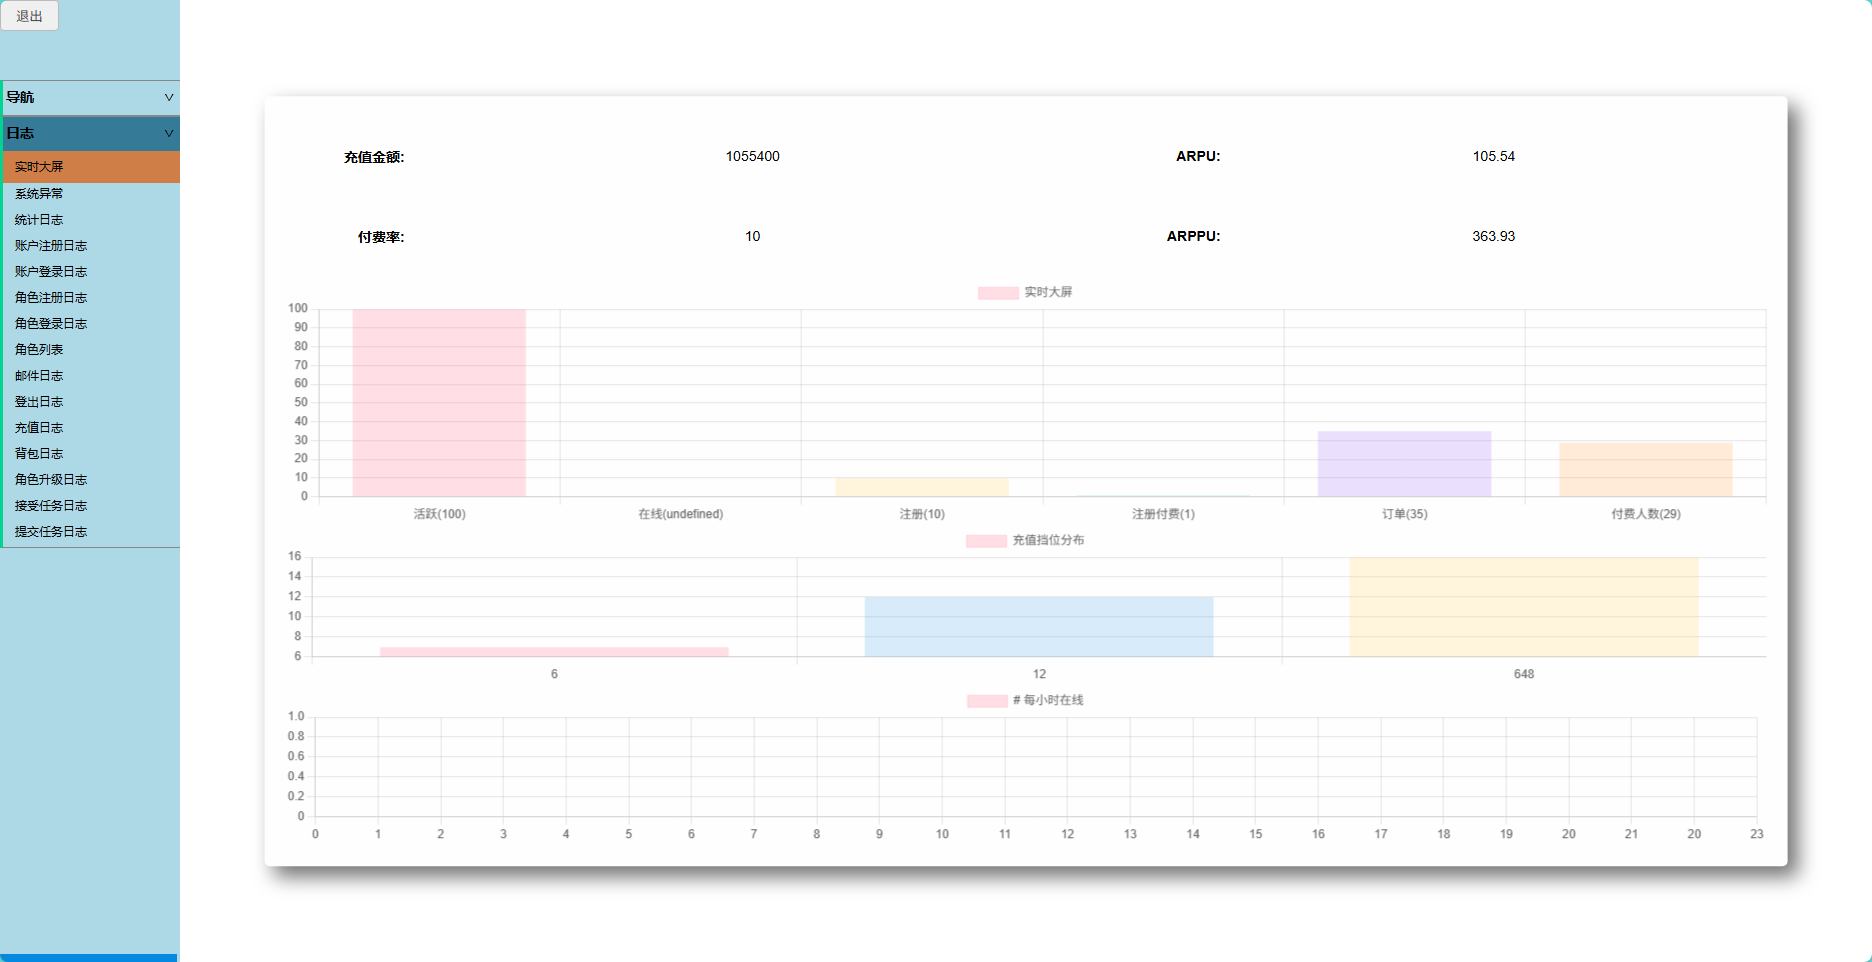 退出
导航
日志
实时大屏
系统异常
统计日志
账户注册日志
账户登录日志
角色注册日志
角色登录日志
角色列表
邮件日志
登出日志
充值日志
背包日志
角色升级日志
接受任务日志
提交任务日志
充值金额: 1055400 ARPU: 105.54
付费率: 10 ARPPU: 363.93
实时大屏
100
90
80
70
60
50
40
30
20
10
0
活跃(100) 在线(undefined) 注册(10) 注册付费(1) 订单(35) 付费人数(29)
充值挡位分布
16
14
12
10
8
6
6 12 648
# 每小时在线
1.0
0.8
0.6
0.4
0.2
0
0 1 2 3 4 5 6 7 8 9 10 11 12 13 14 15 16 17 18 19 20 21 20 23